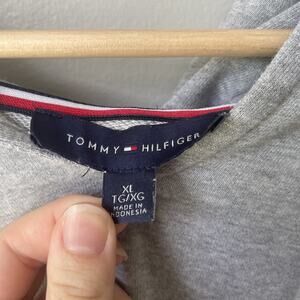 TOMMY HILFIGER
XL
TG/XG
MADE IN
INDONESIA